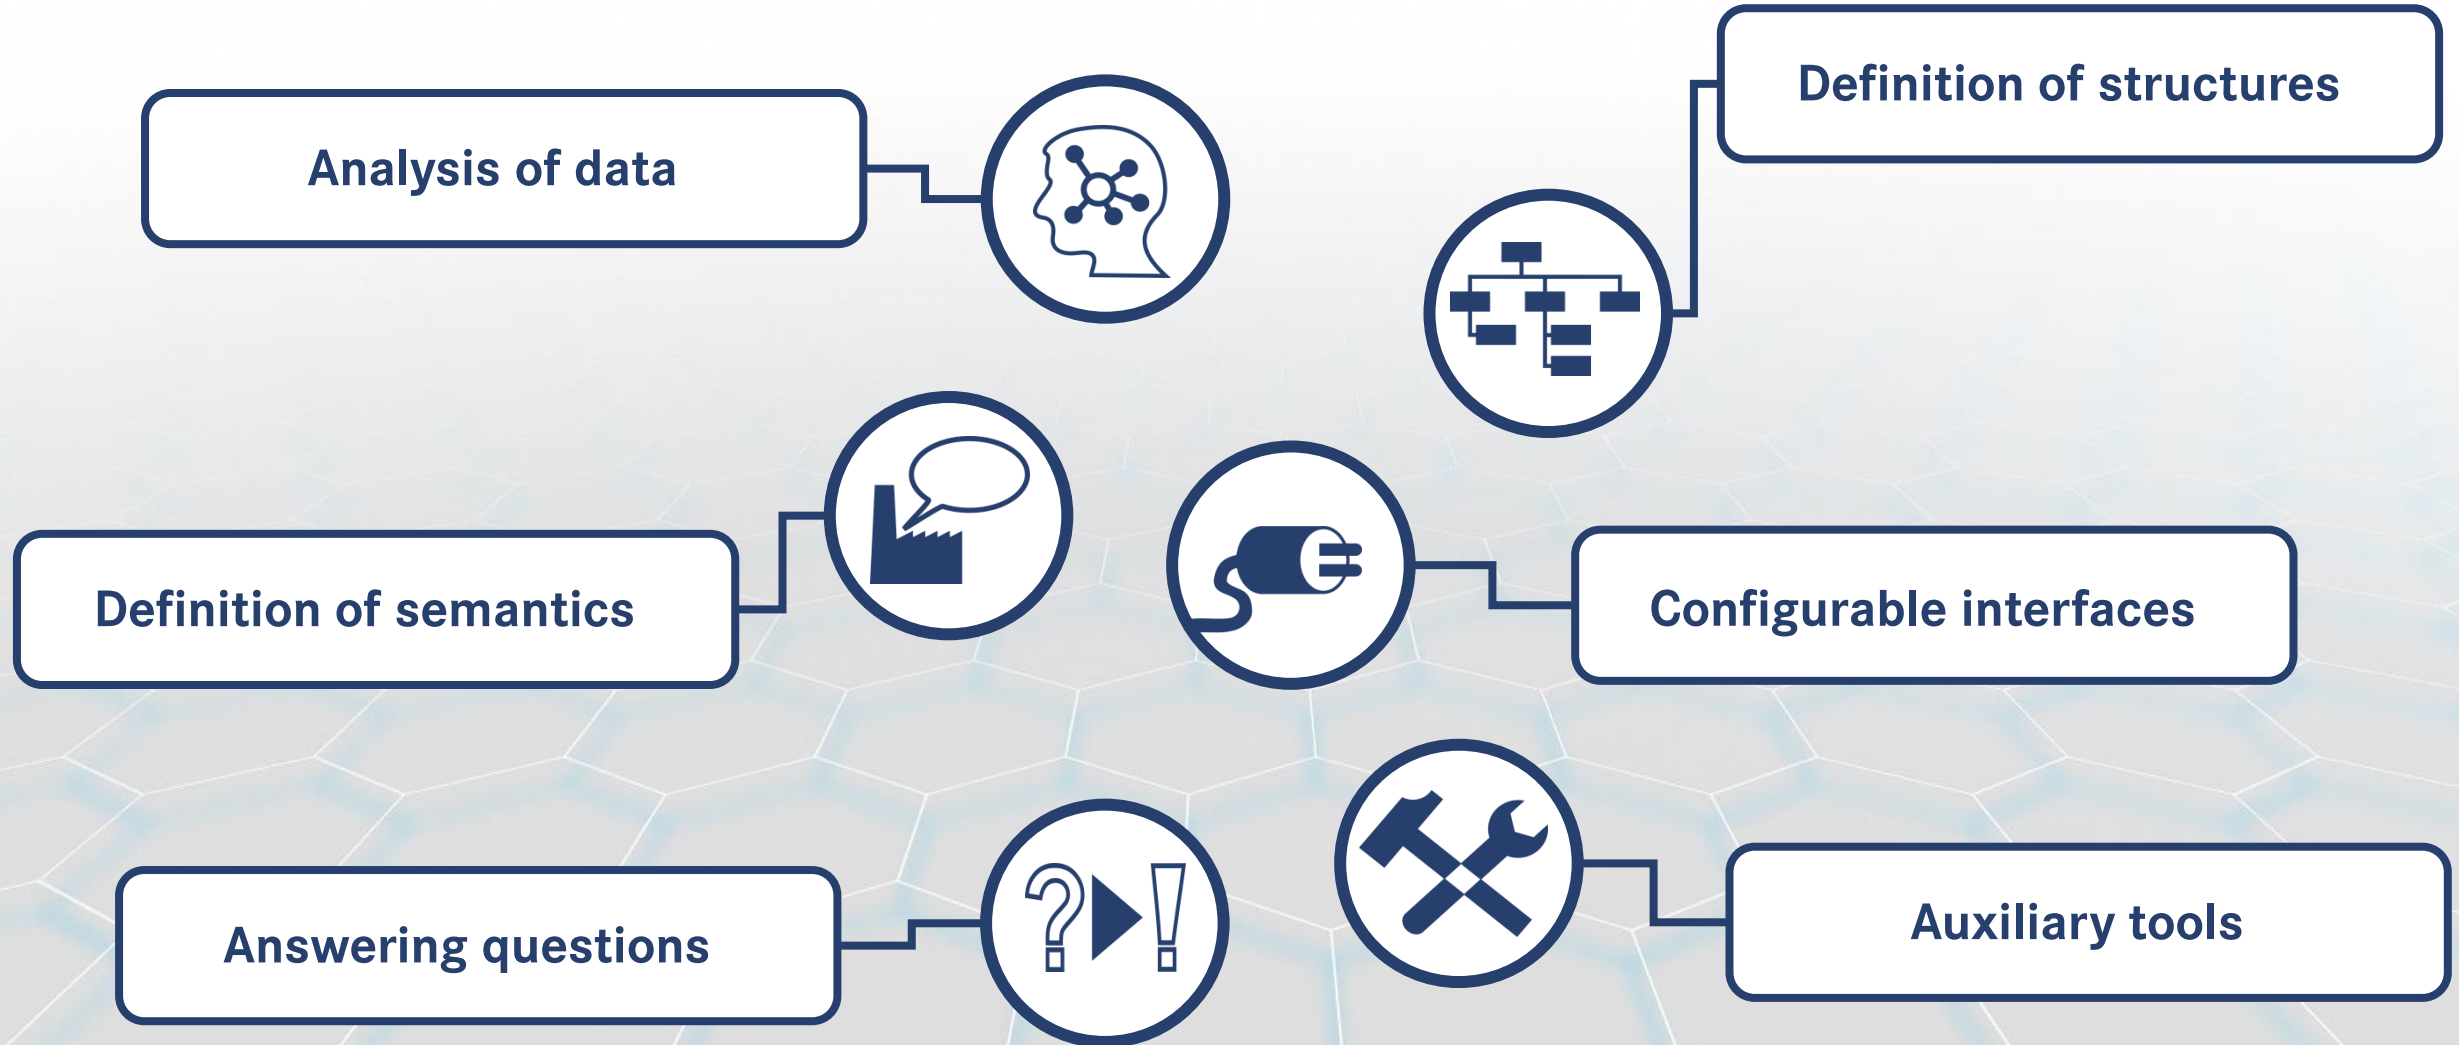 Definition of structures
Analysis of data
Definition of semantics
Configurable interfaces
Answering questions
Auxiliary tools